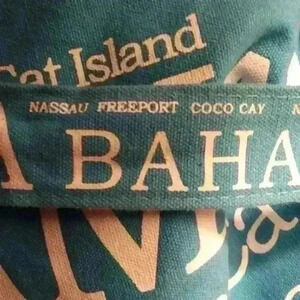 Cat Island
NASSAU FREEPORT COCO CAY
A BAHA